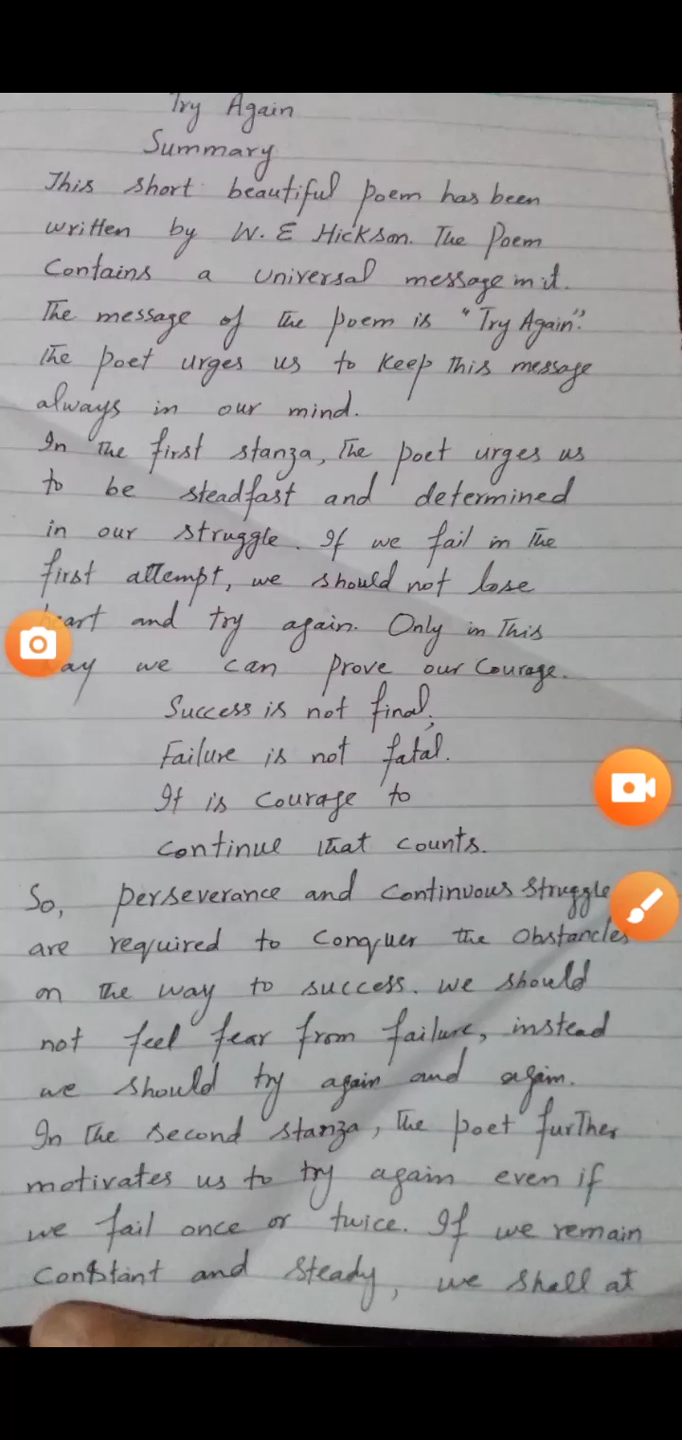 Try Again
Summary
This short beautiful poem has been
written by W. E Hickson. The Poem
Contains a universal message in it.
The message of the poem is "Try Again".
The poet urges us to keep This message
always in our mind.
In The first stanza, The poet urges us
to be steadfast and determined
in our struggle. If we fail in The
first attempt, we should not lose
and try again. Only in This
we can prove our Courage.
Success is not final,
Failure is not fatal.
It is courage to
continue that counts.
So, perserverance and continuous struggle
are required to conquer the obstancles
on The way to success. we should
not feel fear from failure, instead
we should try again and again.
In The second stanza, The poet further
motivates us to try again even if
we fail once or twice. If we remain
constant and steady, we shall at